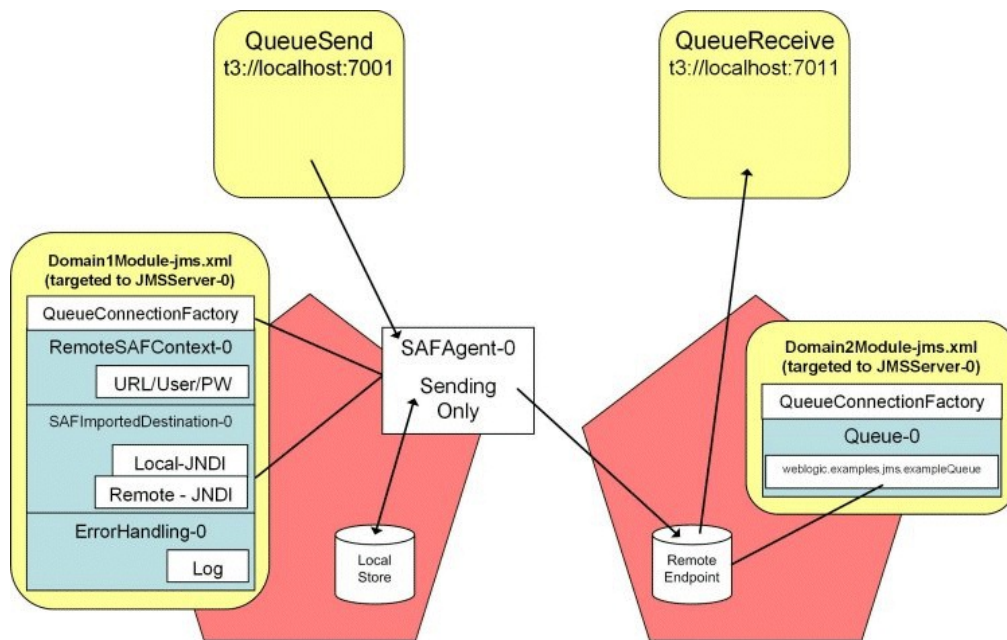 QueueSend
t3://localhost:7001
QueueReceive
t3://localhost:7011
Domain1Module-jms.xml
(targeted to JMSServer-0)
QueueConnectionFactory
RemoteSAFContext-0
URL/User/PW
SAFImportedDestination-0
Local-JNDI
Remote - JNDI
ErrorHandling-0
Log
SAFAgent-0
Sending
Only
Local
Store
Remote
Endpoint
Domain2Module-jms.xml
(targeted to JMSServer-0)
QueueConnectionFactory
Queue-0
weblogic.examples.jms.exampleQueue